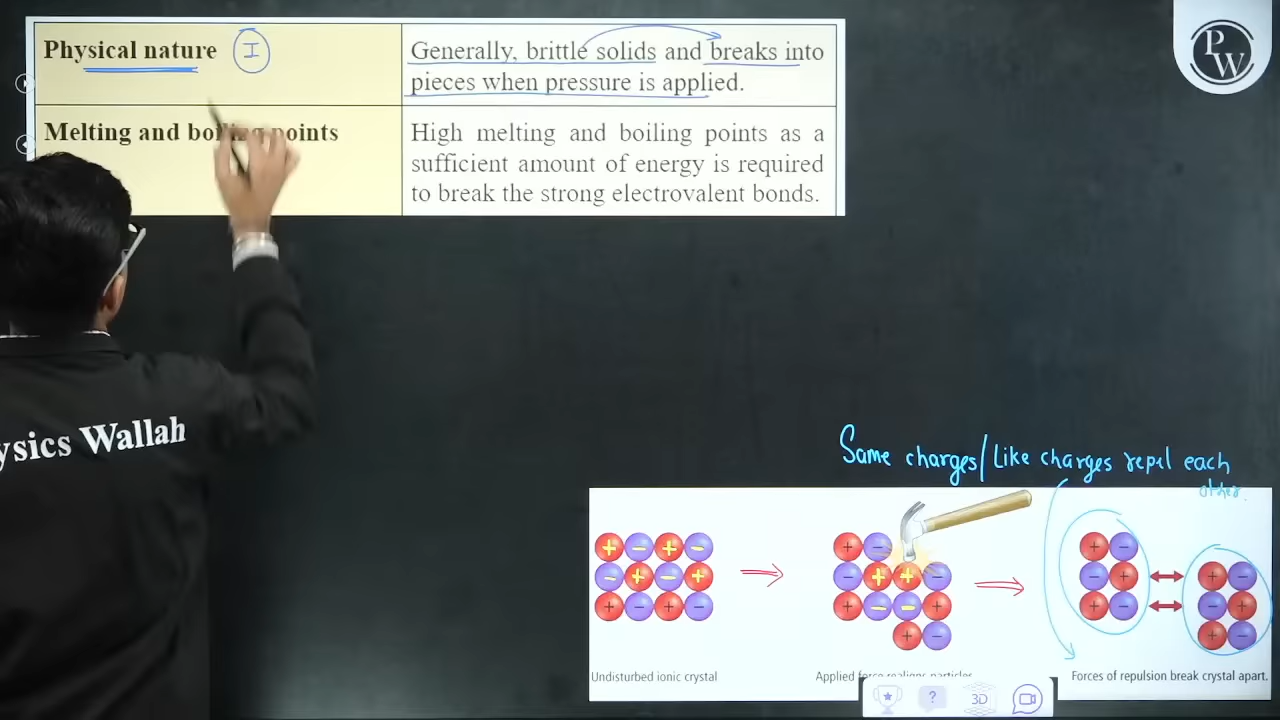 Physical nature I
Generally, brittle solids and breaks into
pieces when pressure is applied.
Melting and boiling points
High melting and boiling points as a
sufficient amount of energy is required
to break the strong electrovalent bonds.
P
W
ysics Wallah
Same charges/Like charges repel each
other.
Undisturbed ionic crystal
Applied force realigns particles
Forces of repulsion break crystal apart.
?
3D